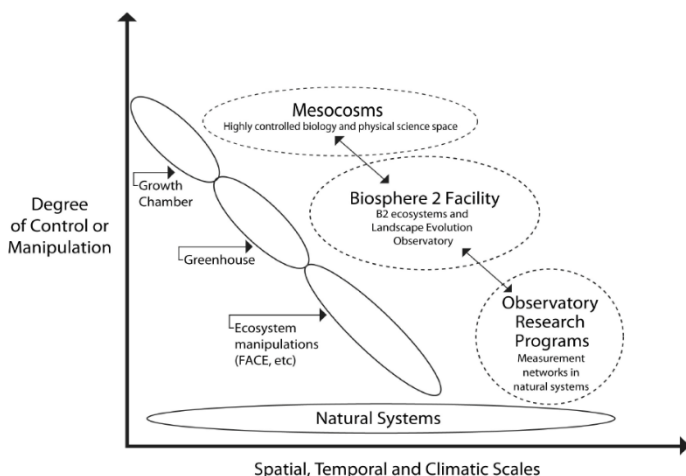 Mesocosms
Highly controlled biology and physical science space
Growth
Chamber
Biosphere 2 Facility
B2 ecosystems and
Landscape Evolution
Observatory
Degree
of Control or
Manipulation
Greenhouse
Observatory
Research
Programs
Measurement
networks in
natural systems
Ecosystem
manipulations
(FACE, etc)
Natural Systems
Spatial, Temporal and Climatic Scales